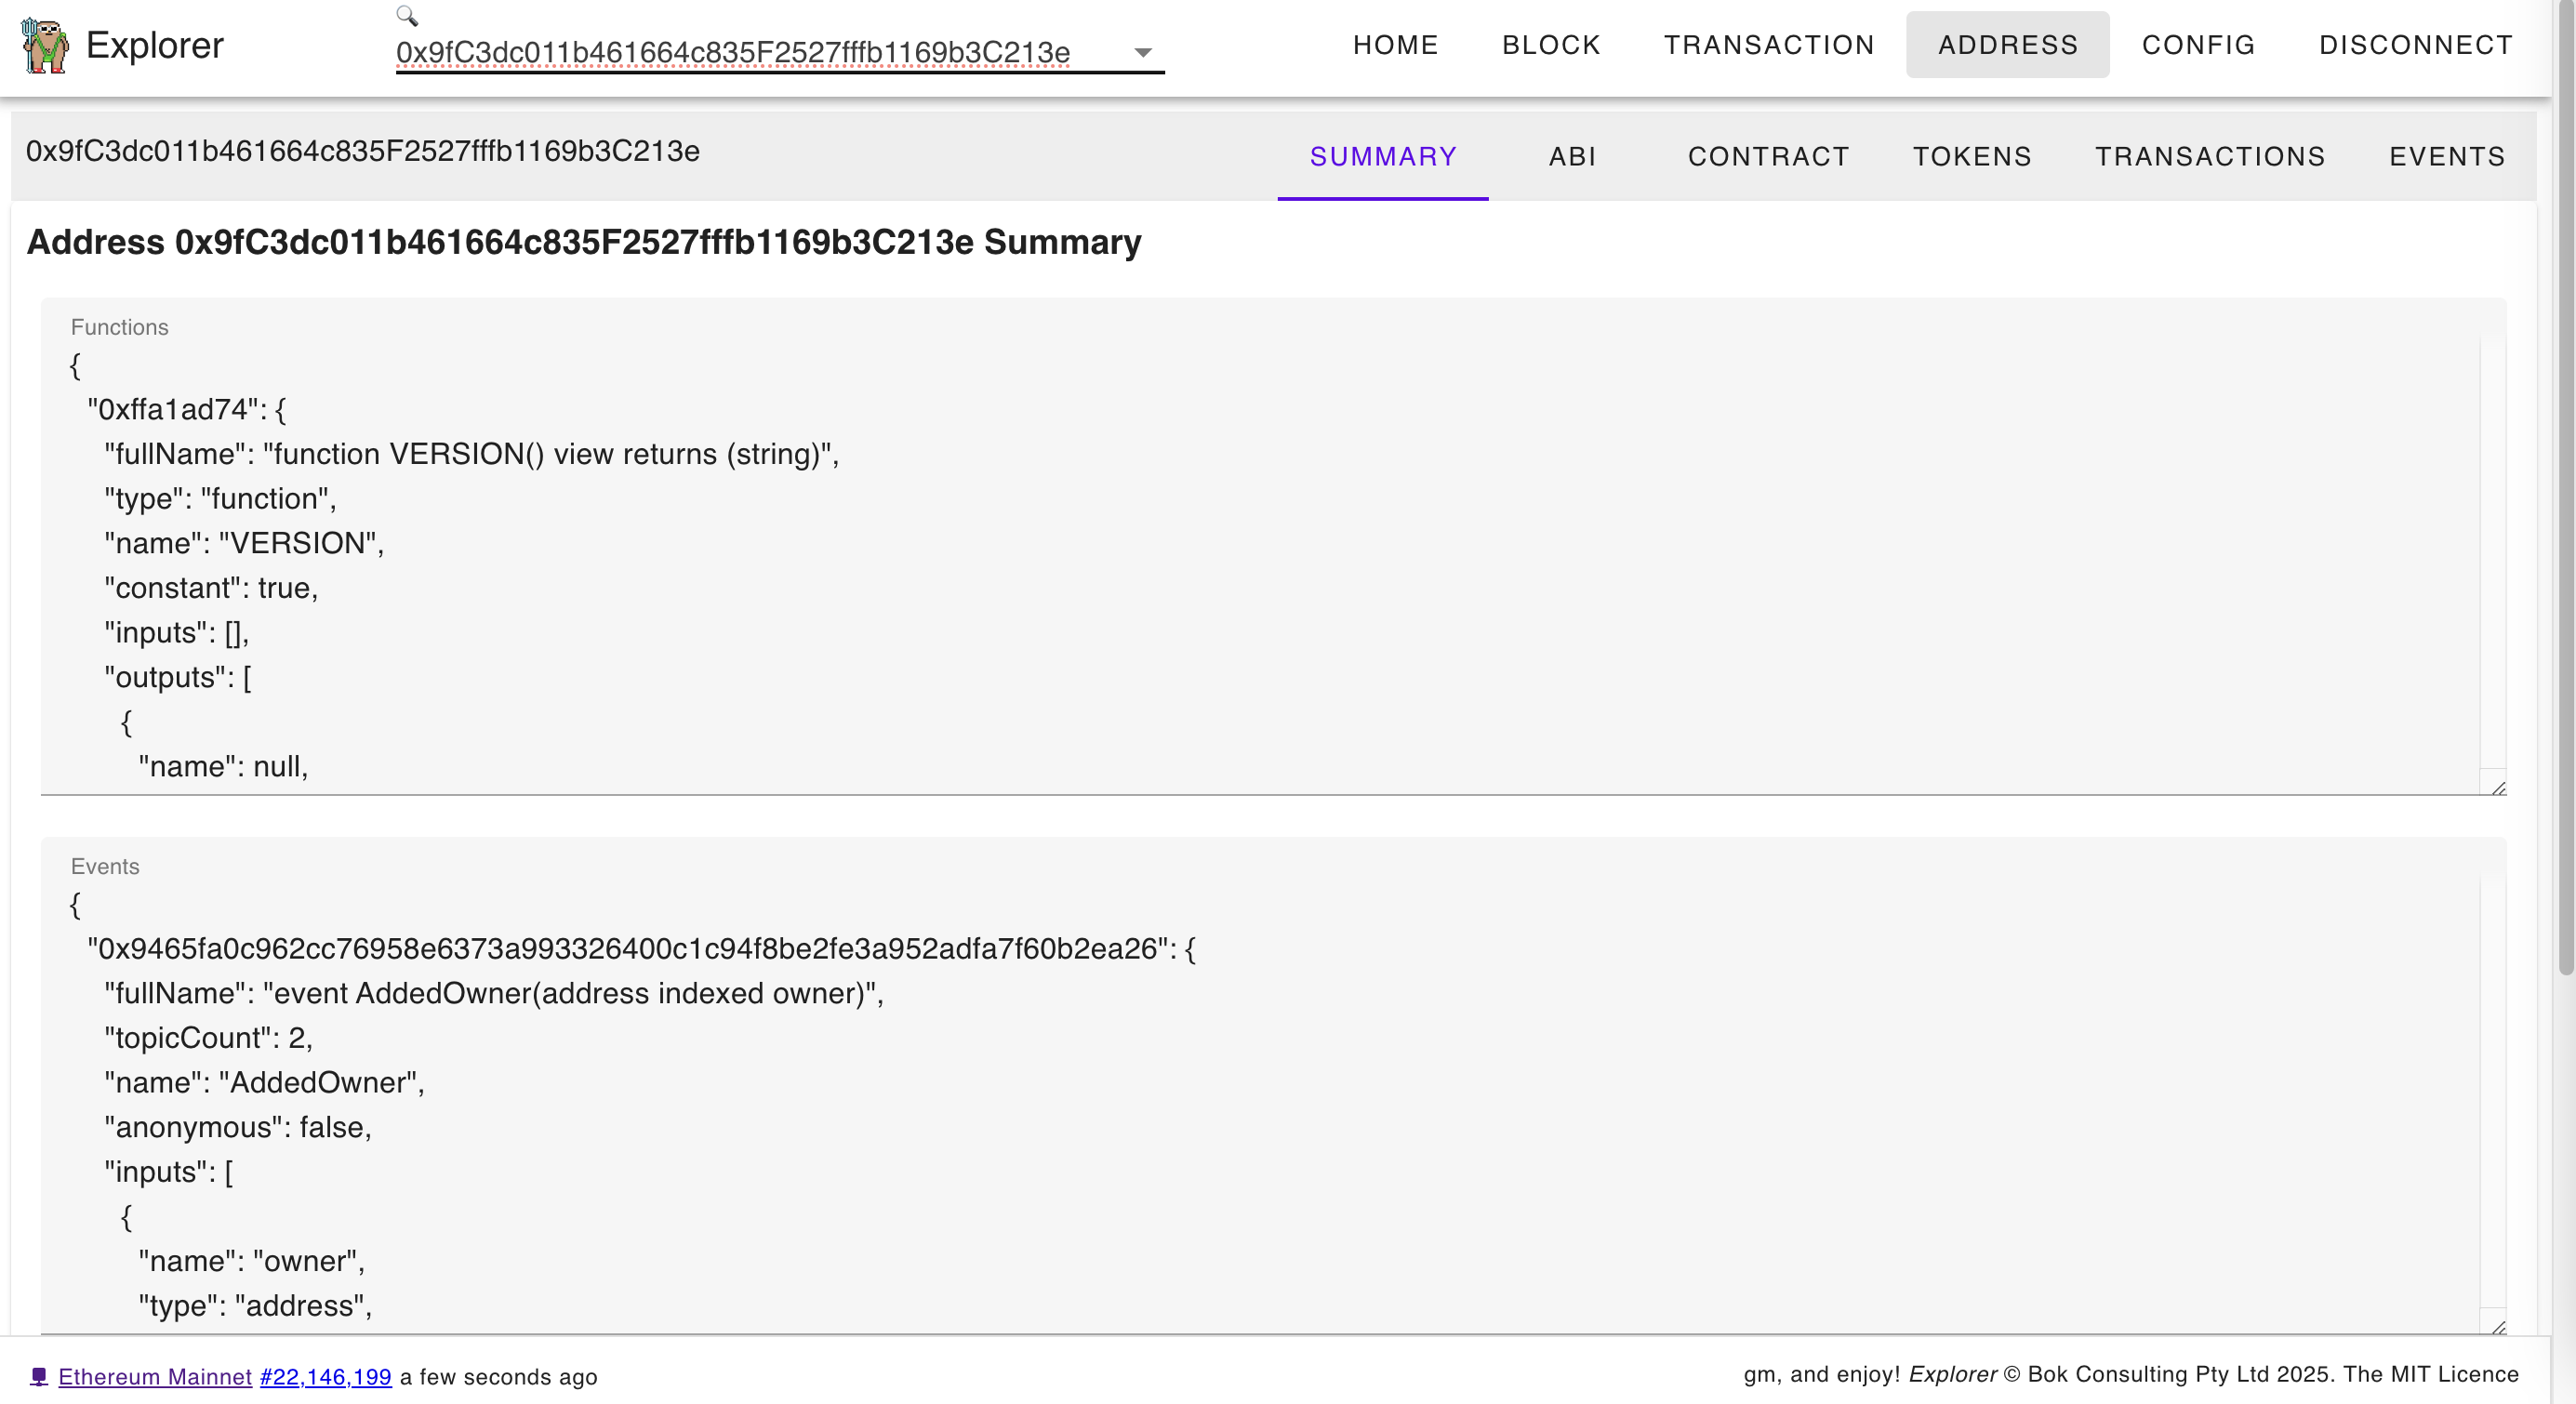 Explorer
0x9fC3dc011b461664c835F2527fffb1169b3C213e
HOME
BLOCK
TRANSACTION
ADDRESS
CONFIG
DISCONNECT
0x9fC3dc011b461664c835F2527fffb1169b3C213e
SUMMARY
ABI
CONTRACT
TOKENS
TRANSACTIONS
EVENTS
Address 0x9fC3dc011b461664c835F2527fffb1169b3C213e Summary
Functions
{
"0xffa1ad74": {
"fullName": "function VERSION() view returns (string)",
"type": "function",
"name": "VERSION",
"constant": true,
"inputs": [],
"outputs": [
{
"name": null,
Events
{
"0x9465fa0c962cc76958e6373a993326400c1c94f8be2fe3a952adfa7f60b2ea26": {
"fullName": "event AddedOwner(address indexed owner)",
"topicCount": 2,
"name": "AddedOwner",
"anonymous": false,
"inputs": [
{
"name": "owner",
"type": "address",
Ethereum Mainnet #22,146,199 a few seconds ago
gm, and enjoy! Explorer © Bok Consulting Pty Ltd 2025. The MIT Licence